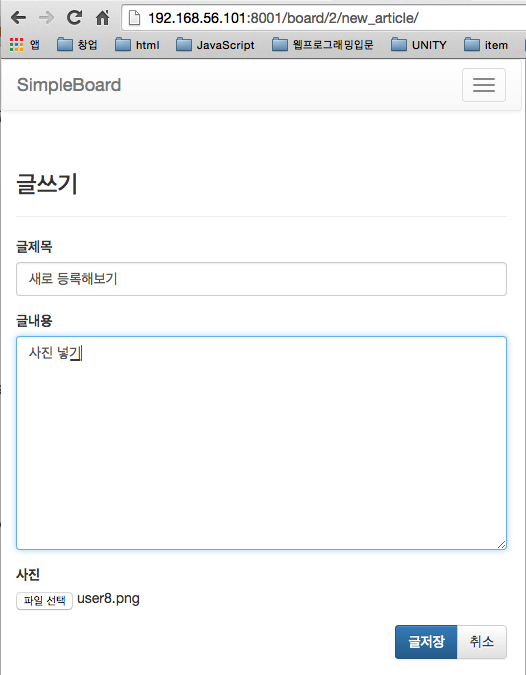 192.168.56.101:8001/board/2/new_article/
앱 창업 html JavaScript 웹프로그래밍입문 UNITY item
SimpleBoard
글쓰기
글제목
새로 등록해보기
글내용
사진 넣기
사진
파일 선택 user8.png
글저장 취소